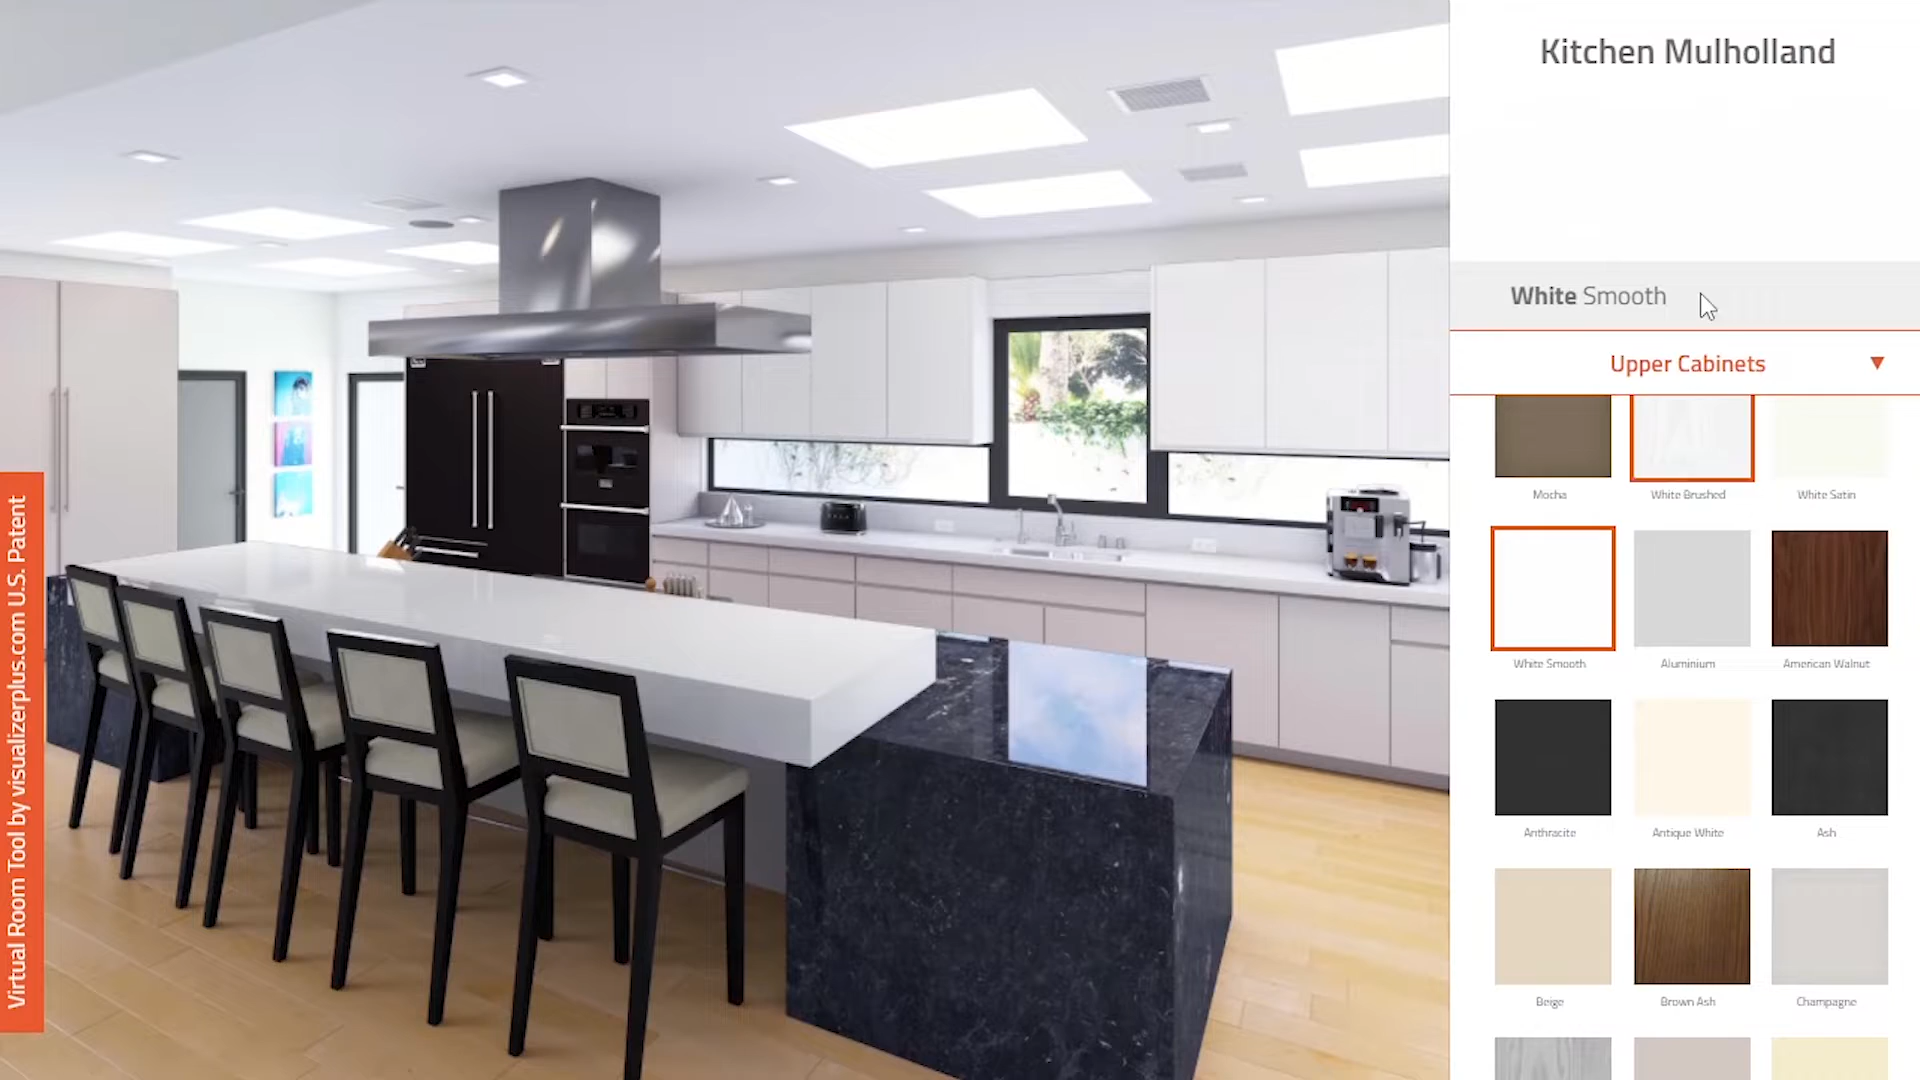 Kitchen Mulholland
White Smooth
Upper Cabinets
Mocha
White Brushed
White Satin
White Smooth
Aluminium
American Walnut
Anthracite
Antique White
Ash
Beige
Brown Ash
Champagne
Virtual Room Tool by visualizerplus.com U.S. Patent